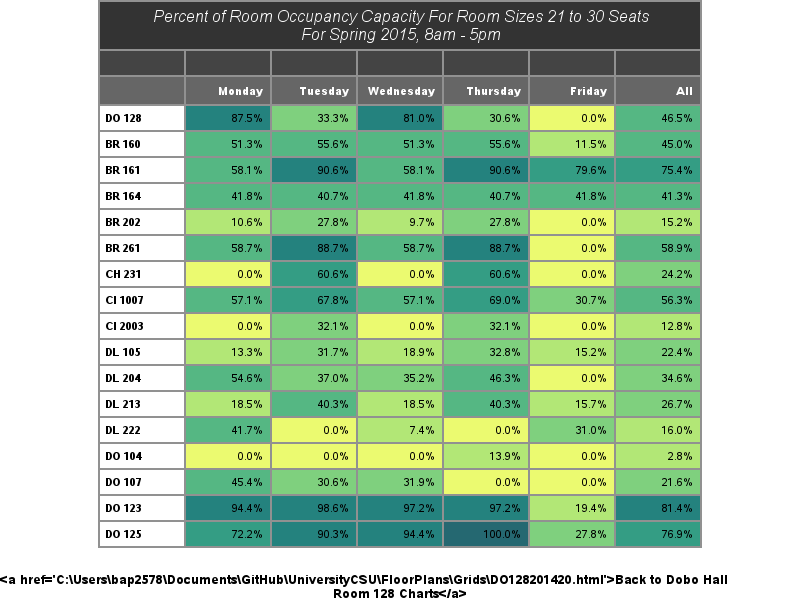 Percent of Room Occupancy Capacity For Room Sizes 21 to 30 Seats
For Spring 2015, 8am - 5pm
Monday Tuesday Wednesday Thursday Friday All
DO 128 87.5% 33.3% 81.0% 30.6% 0.0% 46.5%
BR 160 51.3% 55.6% 51.3% 55.6% 11.5% 45.0%
BR 161 58.1% 90.6% 58.1% 90.6% 79.6% 75.4%
BR 164 41.8% 40.7% 41.8% 40.7% 41.8% 41.3%
BR 202 10.6% 27.8% 9.7% 27.8% 0.0% 15.2%
BR 261 58.7% 88.7% 58.7% 88.7% 0.0% 58.9%
CH 231 0.0% 60.6% 0.0% 60.6% 0.0% 24.2%
CI 1007 57.1% 67.8% 57.1% 69.0% 30.7% 56.3%
CI 2003 0.0% 32.1% 0.0% 32.1% 0.0% 12.8%
DL 105 13.3% 31.7% 18.9% 32.8% 15.2% 22.4%
DL 204 54.6% 37.0% 35.2% 46.3% 0.0% 34.6%
DL 213 18.5% 40.3% 18.5% 40.3% 15.7% 26.7%
DL 222 41.7% 0.0% 7.4% 0.0% 31.0% 16.0%
DO 104 0.0% 0.0% 0.0% 13.9% 0.0% 2.8%
DO 107 45.4% 30.6% 31.9% 0.0% 0.0% 21.6%
DO 123 94.4% 98.6% 97.2% 97.2% 19.4% 81.4%
DO 125 72.2% 90.3% 94.4% 100.0% 27.8% 76.9%
<a href='C:\Users\bap2578\Documents\GitHub\UniversityCSU\FloorPlans\Grids\DO128201420.html'>Back to Dobo Hall
Room 128 Charts</a>